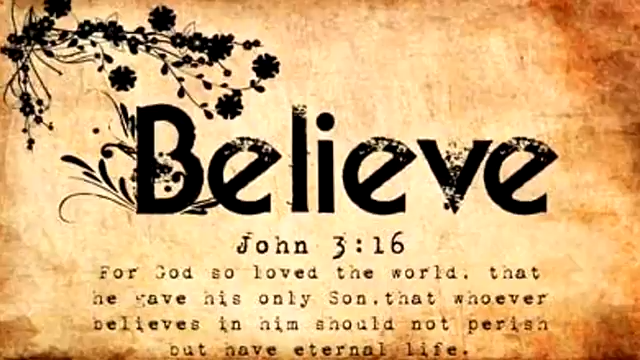 Believe
John 3:16
For God so loved the world, that
he gave his only Son,that whoever
believes in him should not perish
but have eternal life.